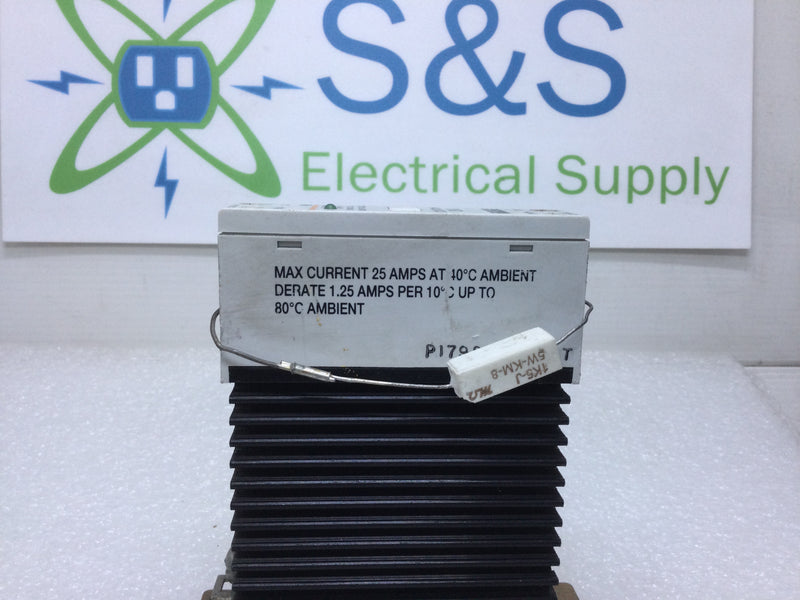 S&S
Electrical Supply
MAX CURRENT 25 AMPS AT 40°C AMBIENT
DERATE 1.25 AMPS PER 10°C UP TO
80°C AMBIENT
T
5W-KM-8
1K5-J